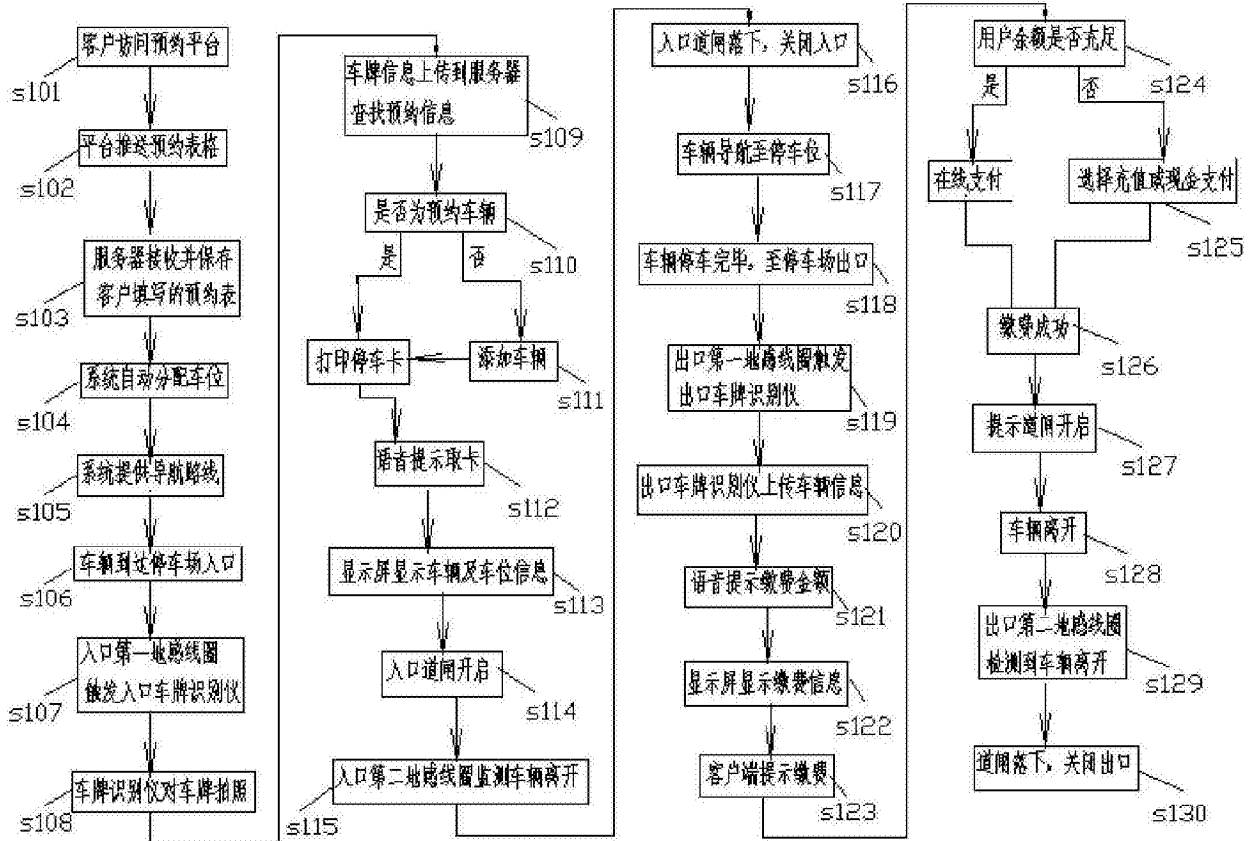 客户访问预约平台
s101
平台推送预约表格
s102
服务器接收并保存
客户填写的预约表
s103
系统自动分配车位
s104
系统提供导航路线
s105
车辆到达停车场入口
s106
入口第一地感线圈
触发入口车牌识别仪
s107
车牌识别仪对车牌拍照
s108
车牌信息上传到服务器
查找预约信息
s109
是否为预约车辆
s110
是
否
打印停车卡
添加车辆
s111
语音提示取卡
s112
显示屏显示车辆及车位信息
s113
入口道闸开启
s114
入口第二地感线圈监测车辆离开
s115
入口道闸落下，关闭入口
s116
车辆导航至停车位
s117
车辆停车完毕，至停车场出口
s118
出口第一地感线圈触发
出口车牌识别仪
s119
出口车牌识别仪上传车辆信息
s120
语音提示缴费金额
s121
显示屏显示缴费信息
s122
客户端提示缴费
s123
用户余额是否充足
s124
是
否
在线支付
选择充值或现金支付
s125
缴费成功
s126
提示道闸开启
s127
车辆离开
s128
出口第二地感线圈
检测到车辆离开
s129
道闸落下，关闭出口
s130